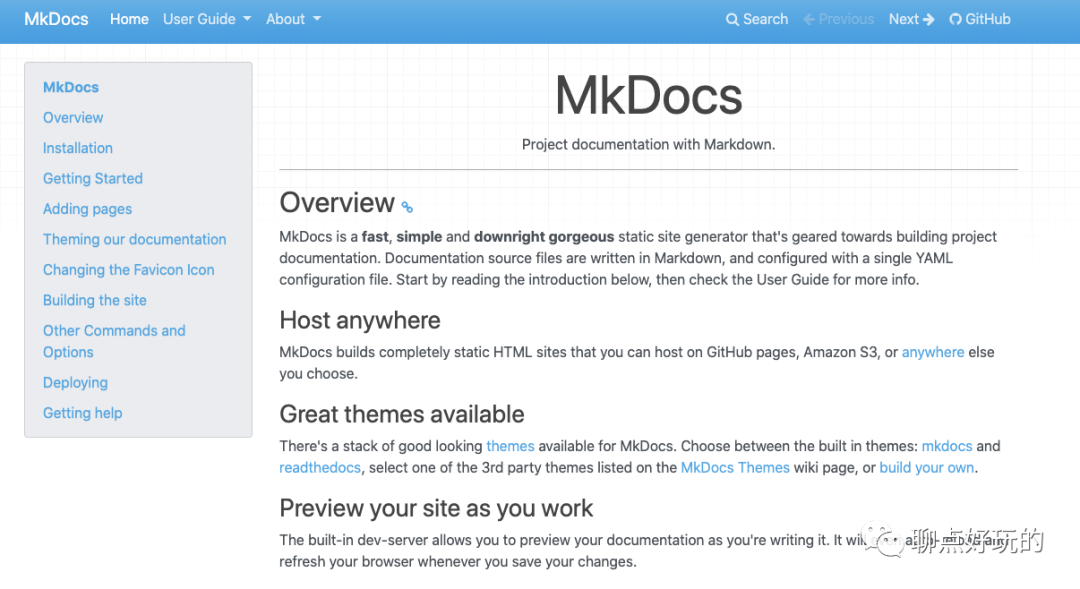 MkDocs Home User Guide About Search Previous Next GitHub
MkDocs
Overview
Installation
Getting Started
Adding pages
Theming our documentation
Changing the Favicon Icon
Building the site
Other Commands and
Options
Deploying
Getting help
MkDocs
Project documentation with Markdown.
Overview
MkDocs is a fast, simple and downright gorgeous static site generator that's geared towards building project
documentation. Documentation source files are written in Markdown, and configured with a single YAML
configuration file. Start by reading the introduction below, then check the User Guide for more info.
Host anywhere
MkDocs builds completely static HTML sites that you can host on GitHub pages, Amazon S3, or anywhere else
you choose.
Great themes available
There's a stack of good looking themes available for MkDocs. Choose between the built in themes: mkdocs and
readthedocs, select one of the 3rd party themes listed on the MkDocs Themes wiki page, or build your own.
Preview your site as you work
The built-in dev-server allows you to preview your documentation as you're writing it. It will and
refresh your browser whenever you save your changes.
聊点好玩的